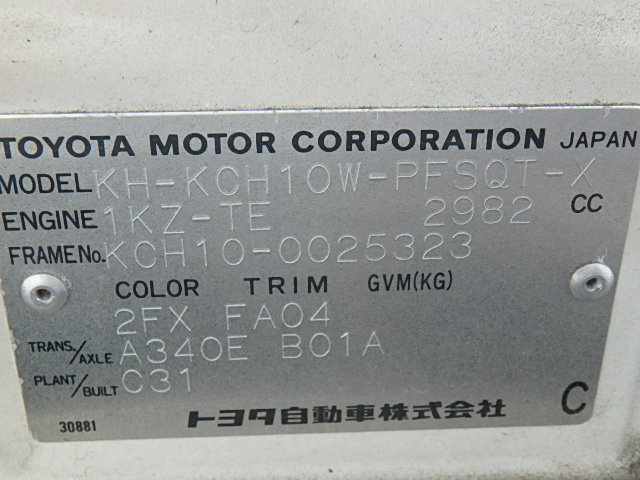 TOYOTA MOTOR CORPORATION JAPAN
MODEL KH-KCH10W-PFSQT-X
ENGINE 1KZ-TE 2982 CC
FRAME No. KCH10-0025323
COLOR TRIM GVM(KG)
2FX FA04
TRANS./AXLE A340E B01A
PLANT/BUILT C31
30881 トヨタ自動車株式会社 C